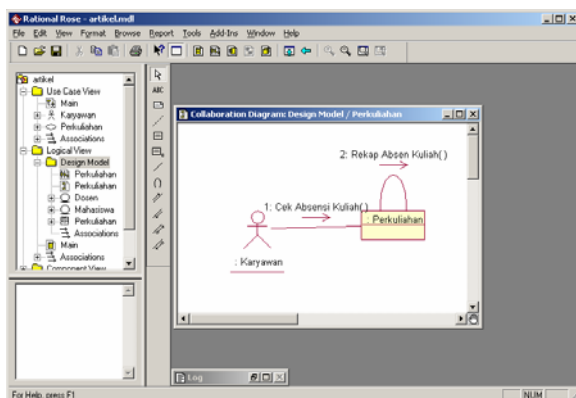 Rational Rose - artikel.mdl
File Edit View Format Browse Report Tools Add-Ins Window Help
artikel
Use Case View
Main
Karyawan
Perkuliahan
Associations
Logical View
Design Model
Perkuliahan
Perkuliahan
Dosen
Mahasiswa
Perkuliahan
Associations
Main
Associations
Component View
ABC
Collaboration Diagram: Design Model / Perkuliahan
2: Rekap Absen Kuliah( )
1: Cek Absensi Kuliah( )
: Perkuliahan
: Karyawan
Log
For Help, press F1
NUM